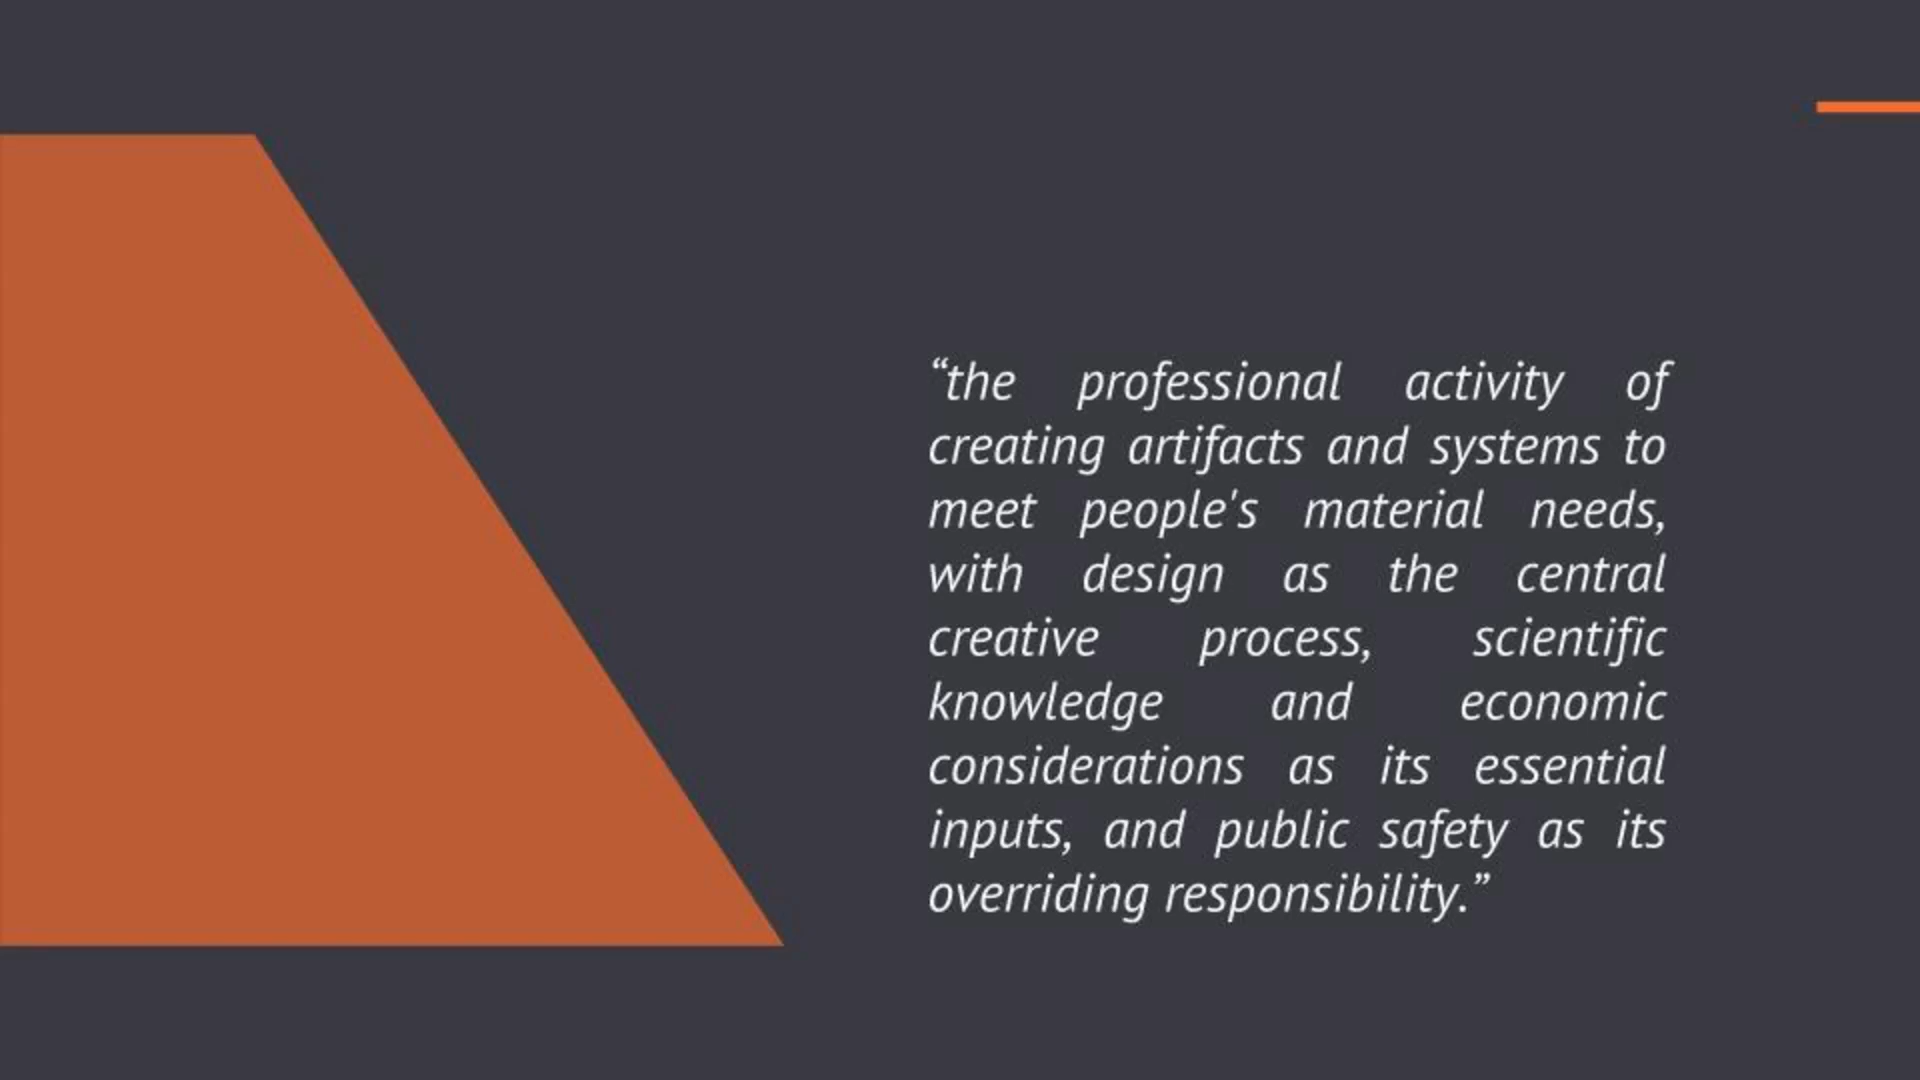 “the professional activity of
creating artifacts and systems to
meet people's material needs,
with design as the central
creative process, scientific
knowledge and economic
considerations as its essential
inputs, and public safety as its
overriding responsibility.”